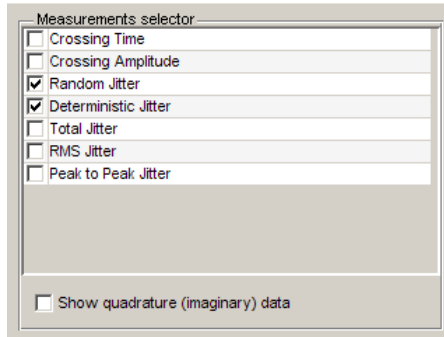 Measurements selector
Crossing Time
Crossing Amplitude
Random Jitter
Deterministic Jitter
Total Jitter
RMS Jitter
Peak to Peak Jitter
Show quadrature (imaginary) data